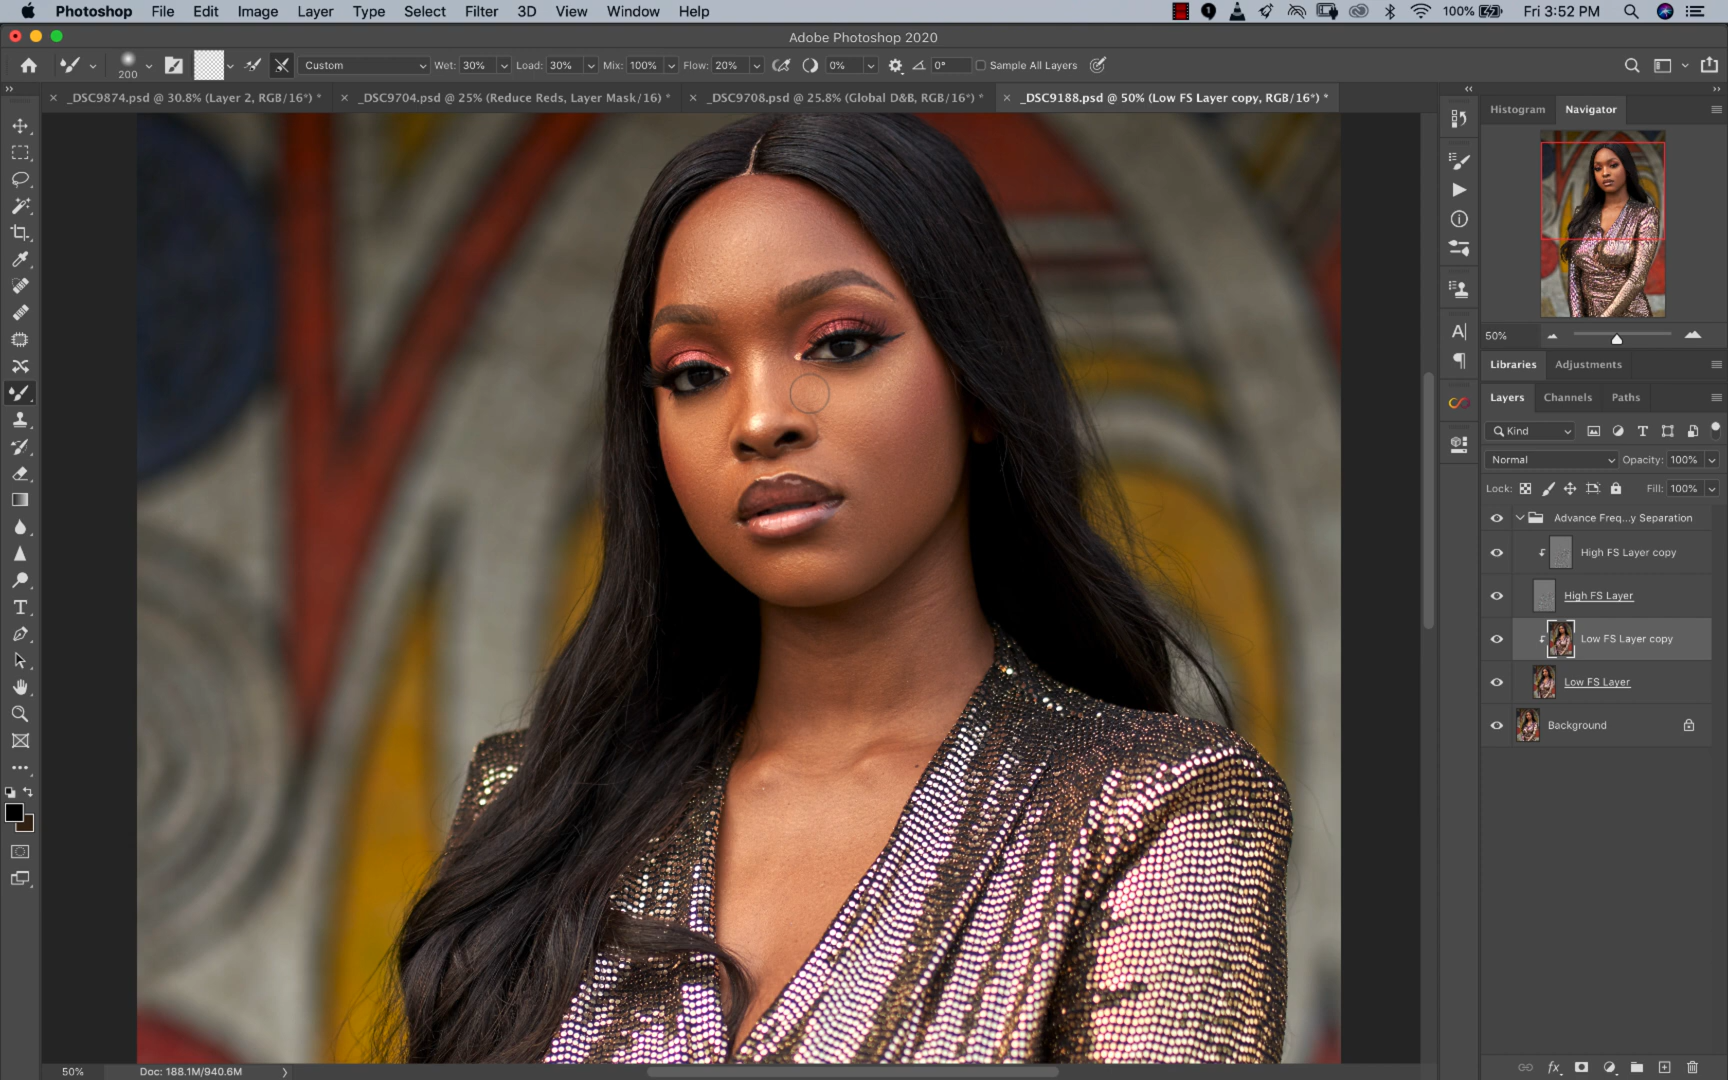 Photoshop File Edit Image Layer Type Select Filter 3D View Window Help 100% Fri 3:52 PM
Adobe Photoshop 2020
200 Custom Wet: 30% Load: 30% Mix: 100% Flow: 20% 0% 0° Sample All Layers
_DSC9874.psd @ 30.8% (Layer 2, RGB/16*) * _DSC9704.psd @ 25% (Reduce Reds, Layer Mask/16) * _DSC9708.psd @ 25.8% (Global D&B, RGB/16*) * _DSC9188.psd @ 50% (Low FS Layer copy, RGB/16*) *
Histogram Navigator
50%
Libraries Adjustments
Layers Channels Paths
Kind
Normal Opacity: 100%
Lock: Fill: 100%
Advance Freq...y Separation
High FS Layer copy
High FS Layer
Low FS Layer copy
Low FS Layer
Background
50% Doc: 188.1M/940.6M